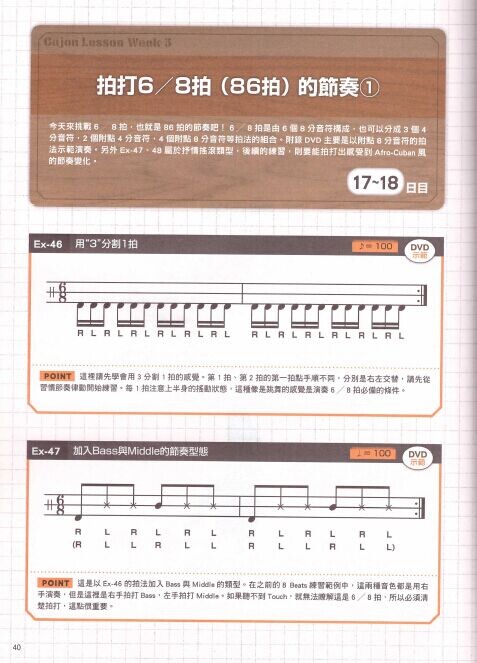 Cajon Lesson Week 3
拍打6／8拍（86拍）的節奏①
今天來挑戰 6／8 拍，也就是 86 拍的節奏吧！ 6／8 拍是由 6 個 8 分音符構成，也可以分成 3 個 4
分音符，2 個附點 4 分音符，4 個附點 8 分音符等拍法的組合。附錄 DVD 主要是以附點 8 分音符的拍
法示範演奏。另外 Ex-47、48 屬於抒情搖滾類型，後續的練習，則要能拍打出感受到 Afro-Cuban 風
的節奏變化。
17~18 日目
Ex-46 用"3"分割1拍 ♪= 100 DVD
示範
6
8
R L R L R L R L R L R L R L R L R L R L R L R L
POINT 這裡請先學會用 3 分割 1 拍的感覺。第 1 拍、第 2 拍的第一拍點手順不同，分別是右左交替，請先從
習慣節奏律動開始練習。每 1 拍注意上半身的搖動狀態，這種像是跳舞的感覺是演奏 6／8 拍必備的條件。
Ex-47 加入Bass與Middle的節奏型態 ♩= 100 DVD
示範
6
8
R L R L R L R L R L R L
(R L L R L L R L L R L L)
POINT 這是以 Ex-46 的拍法加入 Bass 與 Middle 的類型。在之前的 8 Beats 練習範例中，這兩種音色都是用右
手演奏，但是這裡是右手拍打 Bass、左手拍打 Middle。如果聽不到 Touch，就無法瞭解這是 6／8 拍，所以必須清
楚拍打，這點很重要。
40